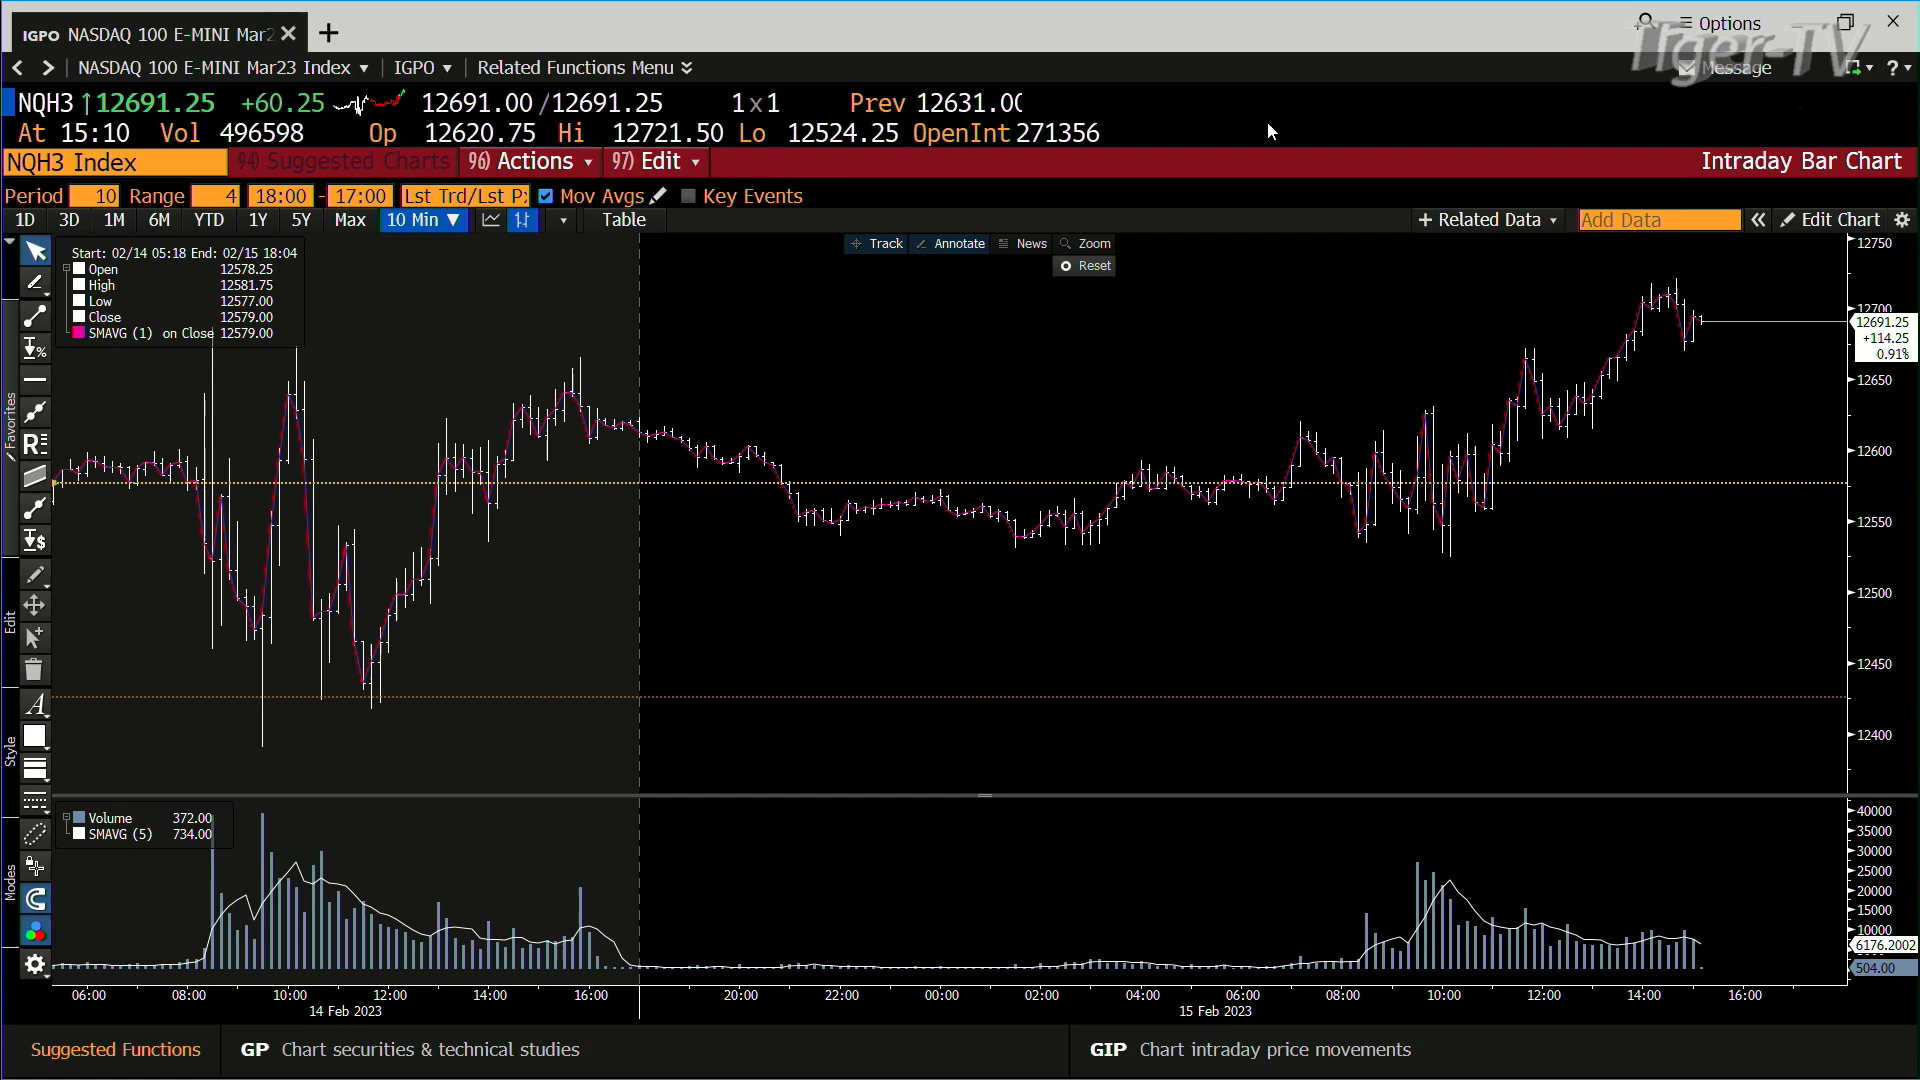 IGPO NASDAQ 100 E-MINI Mar2
Options
Tiger-TV
NASDAQ 100 E-MINI Mar23 Index
IGPO
Related Functions Menu
Message
?
NQH3 ↑12691.25 +60.25 12691.00 /12691.25 1x1 Prev 12631.00
At 15:10 Vol 496598 Op 12620.75 Hi 12721.50 Lo 12524.25 OpenInt 271356
NQH3 Index 94) Suggested Charts 96) Actions 97) Edit Intraday Bar Chart
Period 10 Range 4 18:00 - 17:00 Lst Trd/Lst Mov Avgs Key Events
1D 3D 1M 6M YTD 1Y 5Y Max 10 Min Table + Related Data Add Data « Edit Chart
Track Annotate News Zoom
Reset
Start: 02/14 05:18 End: 02/15 18:04
Open 12578.25
High 12581.75
Low 12577.00
Close 12579.00
SMAVG (1) on Close 12579.00
Favorites
Edit
Style
Modes
%
R
$
A
12750
12700
12691.25
+114.25
0.91%
12650
12600
12550
12500
12450
12400
Volume 372.00
SMAVG (5) 734.00
40000
35000
30000
25000
20000
15000
10000
6176.2002
504.00
06:00 08:00 10:00 12:00 14:00 16:00 20:00 22:00 00:00 02:00 04:00 06:00 08:00 10:00 12:00 14:00 16:00
14 Feb 2023 15 Feb 2023
Suggested Functions GP Chart securities & technical studies GIP Chart intraday price movements